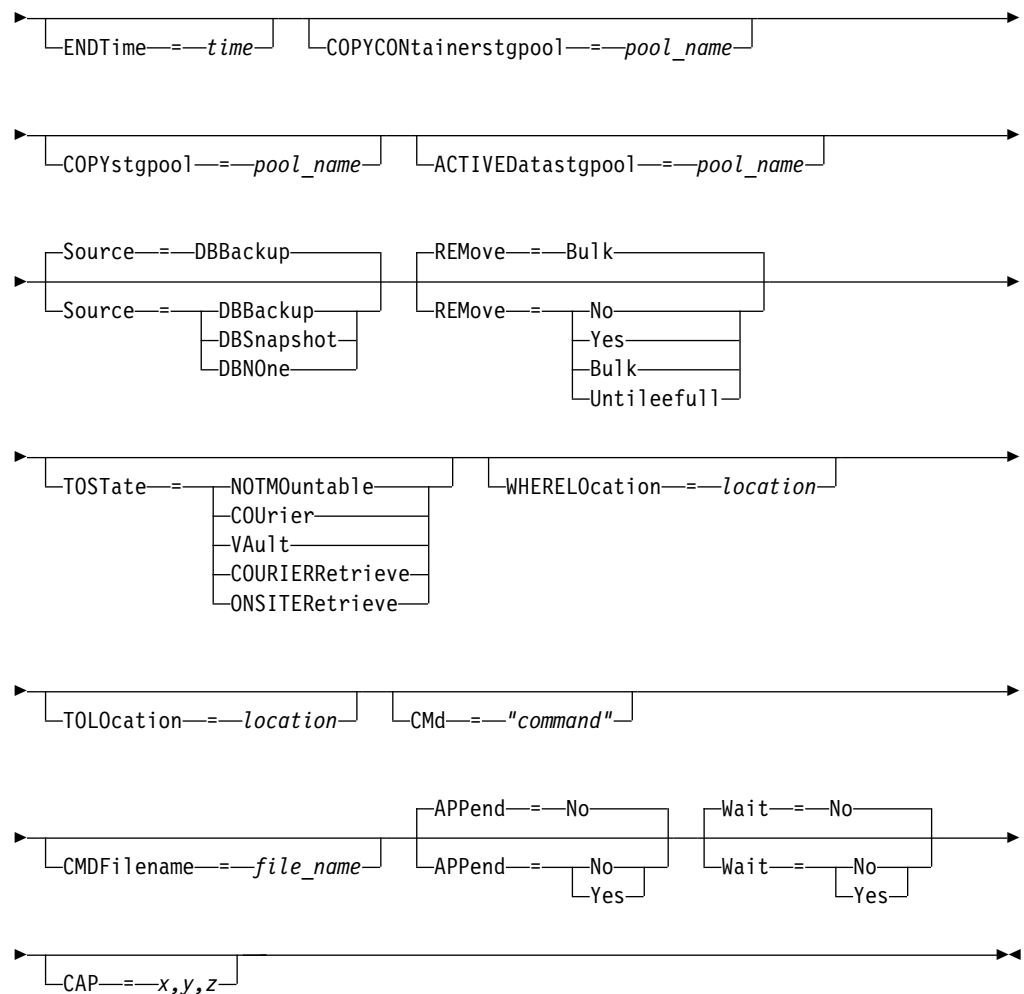 ENDTime = time COPYCONtainerstgpool = pool_name
COPYstgpool = pool_name ACTIVEDatastgpool = pool_name
Source = DBBackup REMove = Bulk
Source = DBBackup REMove = No
DBSnapshot Yes
DBNOne Bulk
Untileefull
TOSTate = NOTMOuntable WHERELOcation = location
COUrier
VAult
COURIERRetrieve
ONSITERetrieve
TOLOcation = location CMd = "command"
APPend = No Wait = No
CMDFilename = file_name APPend = No Wait = No
Yes Yes
CAP = x,y,z